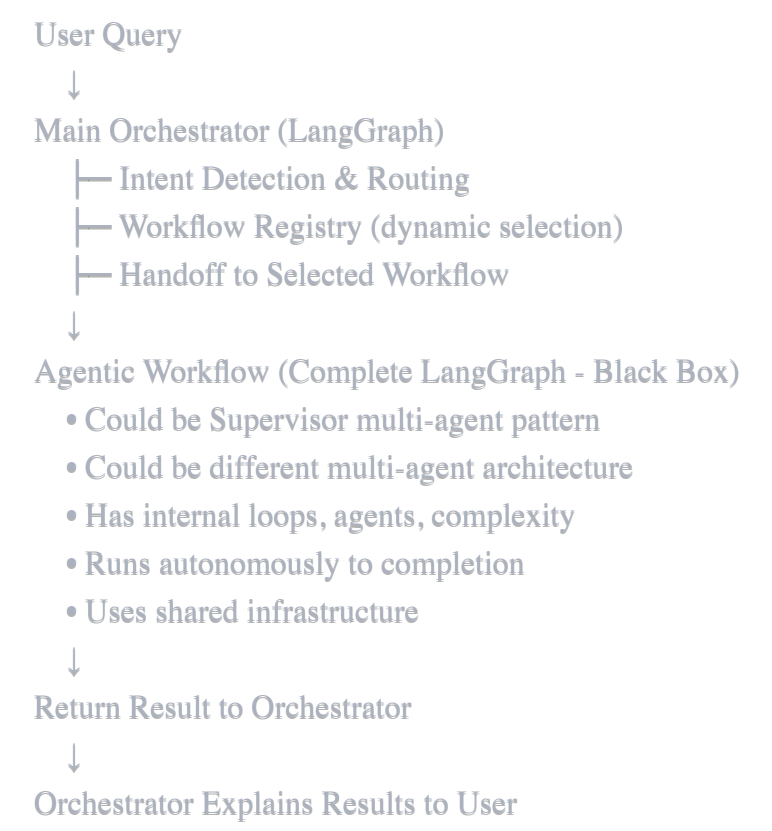 User Query
↓
Main Orchestrator (LangGraph)
├── Intent Detection & Routing
├── Workflow Registry (dynamic selection)
├── Handoff to Selected Workflow
↓
Agentic Workflow (Complete LangGraph - Black Box)
• Could be Supervisor multi-agent pattern
• Could be different multi-agent architecture
• Has internal loops, agents, complexity
• Runs autonomously to completion
• Uses shared infrastructure
↓
Return Result to Orchestrator
↓
Orchestrator Explains Results to User